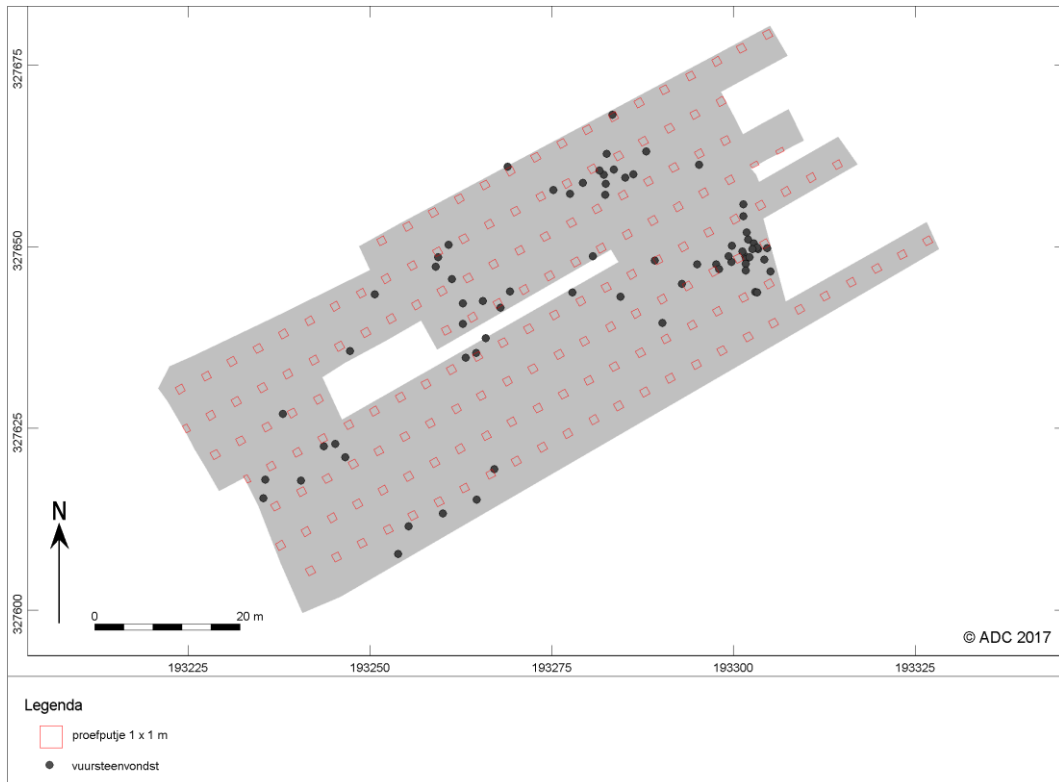 327675
327650
327625
327600
N
0 20 m
© ADC 2017
193225 193250 193275 193300 193325
Legenda
proefputje 1 x 1 m
vuursteenvondst